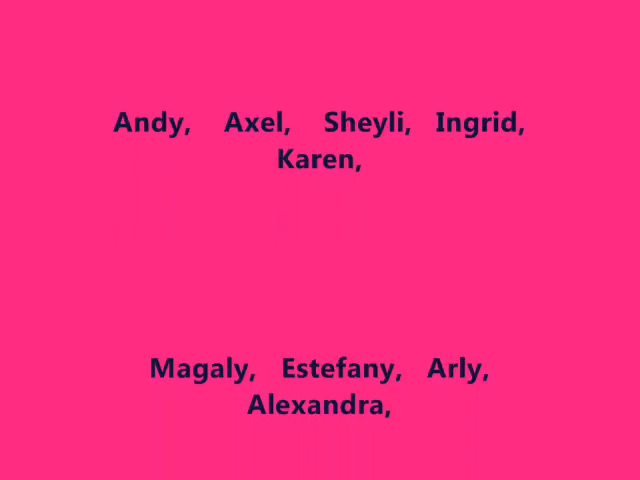 Andy, Axel, Sheyli, Ingrid,
Karen,
Magaly, Estefany, Arly,
Alexandra,